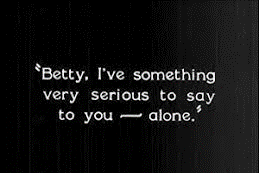 "Betty, I've something
very serious to say
to you — alone."